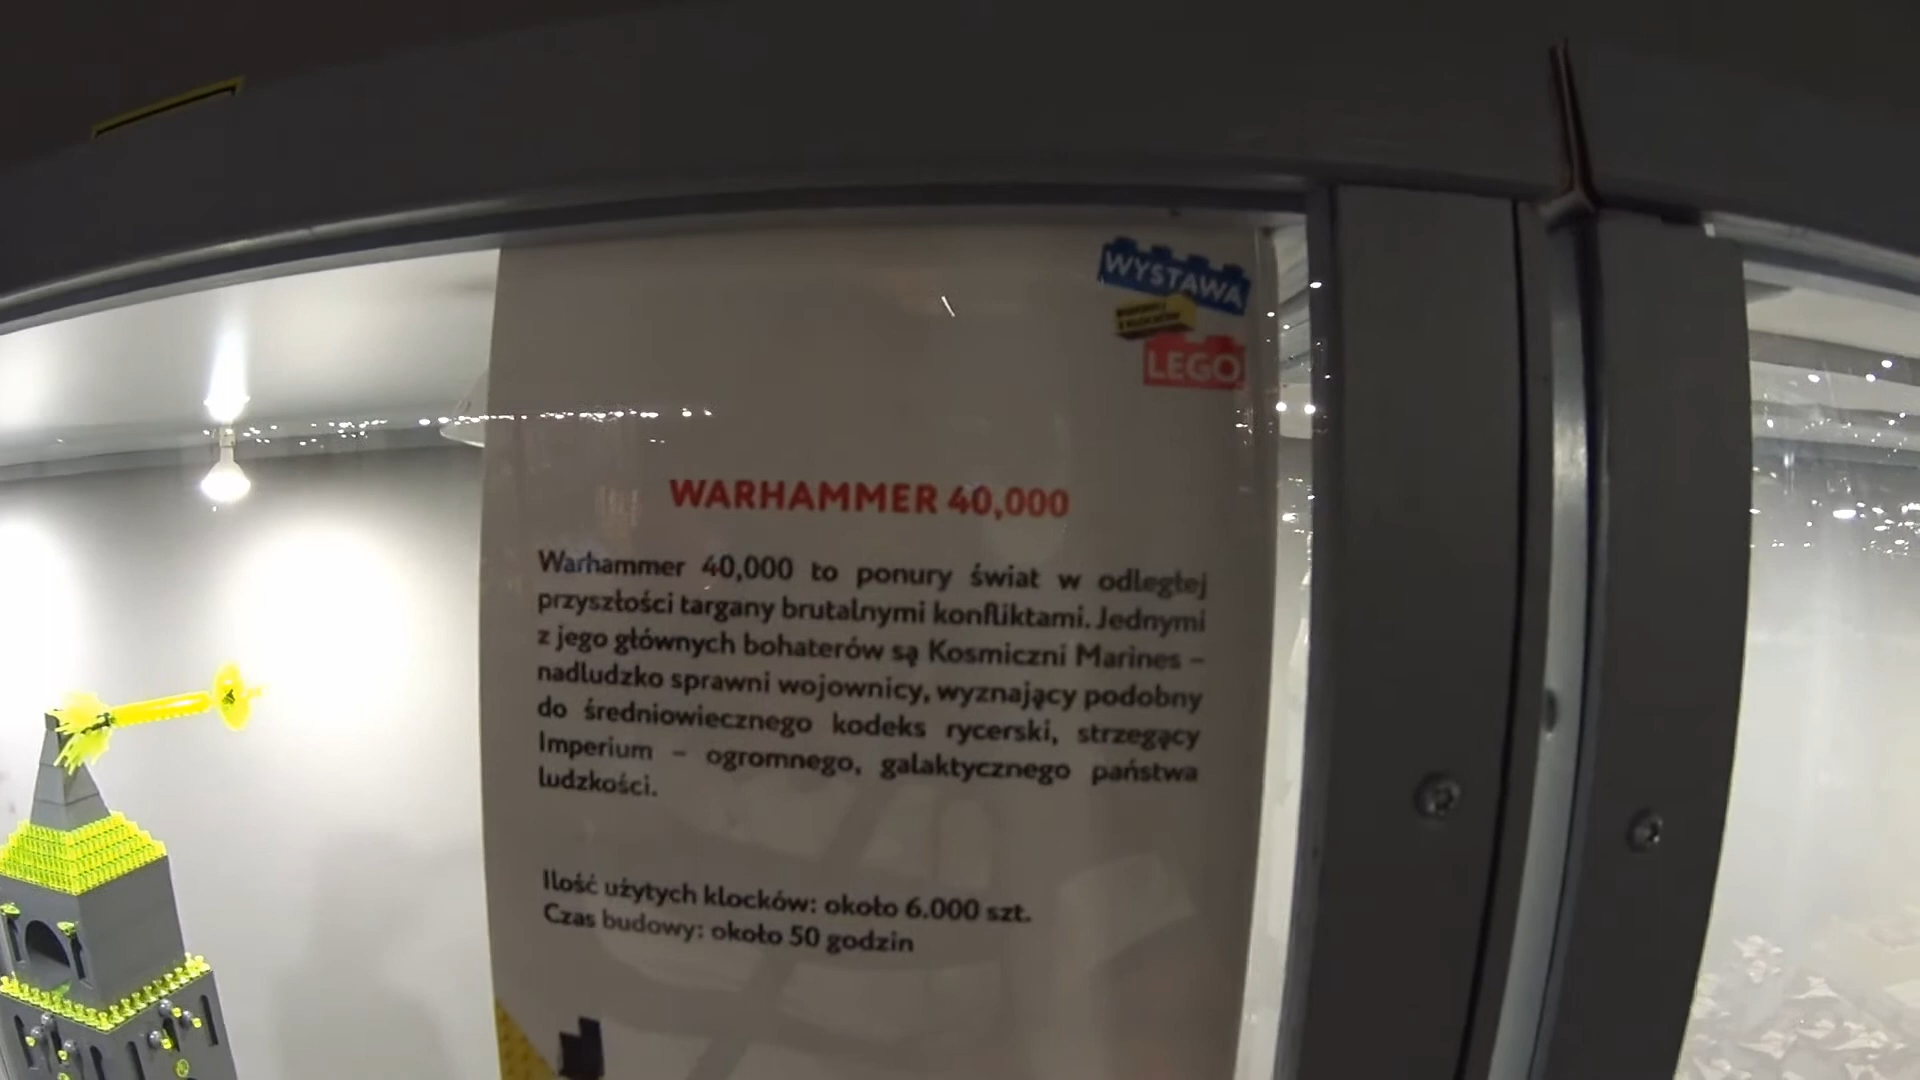 WYSTAWA
LEGO
WARHAMMER 40,000
Warhammer 40,000 to ponury świat w odległej
przyszłości targany brutalnymi konfliktami. Jednymi
z jego głównych bohaterów są Kosmiczni Marines –
nadludzko sprawni wojownicy, wyznający podobny
do średniowiecznego kodeks rycerski, strzegący
Imperium – ogromnego, galaktycznego państwa
ludzkości.
Ilość użytych klocków: około 6.000 szt.
Czas budowy: około 50 godzin